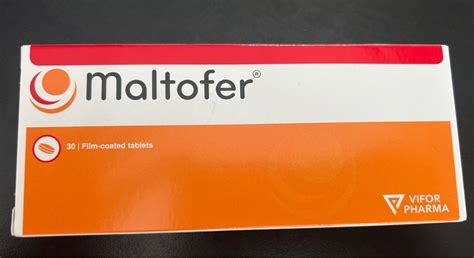 Maltofer®
30 | Film-coated tablets
VIFOR
PHARMA